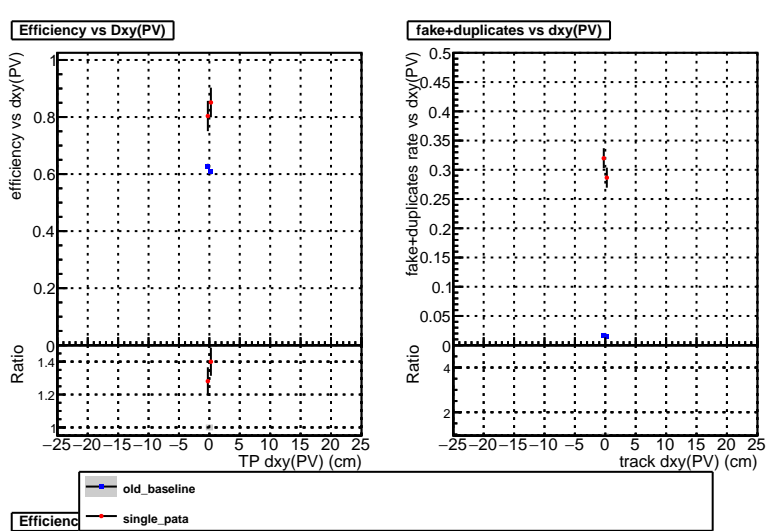 Efficiency vs Dxy(PV)
efficiency vs dxy(PV)
1
0.8
0.6
0.4
0.2
0
Ratio
1.4
1.2
1
−25 −20 −15 −10 −5 0 5 10 15 20 25
TP dxy(PV) (cm)
fake+duplicates vs dxy(PV)
fake+duplicates rate vs dxy(PV)
0.5
0.45
0.4
0.35
0.3
0.25
0.2
0.15
0.1
0.05
0
Ratio
4
2
−25 −20 −15 −10 −5 0 5 10 15 20 25
track dxy(PV) (cm)
old_baseline
single_pata
Efficienc